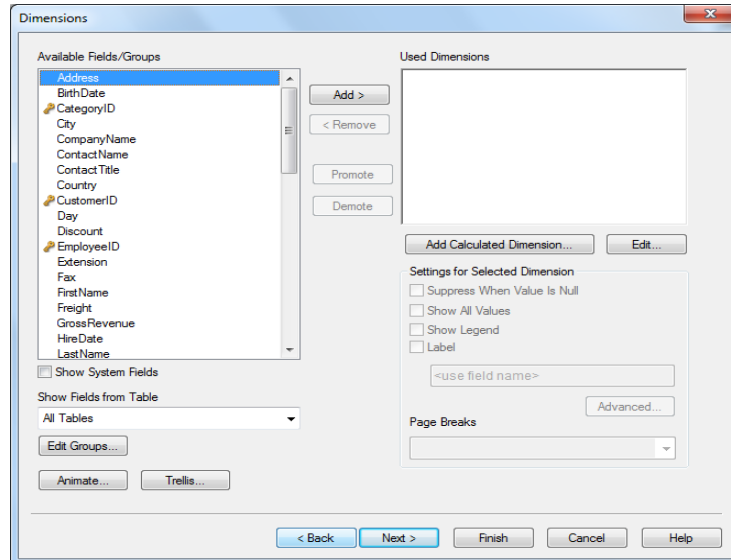 Dimensions
Available Fields/Groups
Address
BirthDate
CategoryID
City
CompanyName
ContactName
ContactTitle
Country
CustomerID
Day
Discount
EmployeeID
Extension
Fax
FirstName
Freight
GrossRevenue
HireDate
LastName
Show System Fields
Show Fields from Table
All Tables
Edit Groups...
Animate...
Trellis...
Add >
< Remove
Promote
Demote
Used Dimensions
Add Calculated Dimension...
Edit...
Settings for Selected Dimension
Suppress When Value Is Null
Show All Values
Show Legend
Label
<use field name>
Advanced...
Page Breaks
< Back
Next >
Finish
Cancel
Help